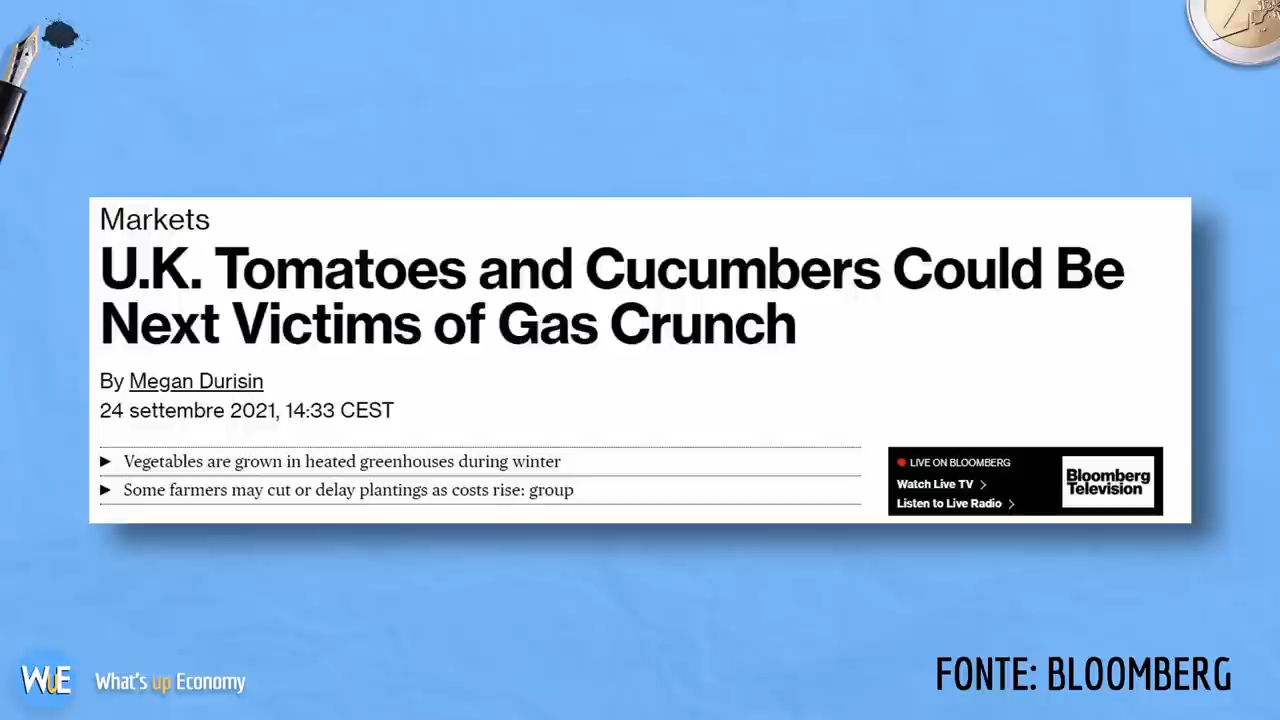 Markets
U.K. Tomatoes and Cucumbers Could Be
Next Victims of Gas Crunch
By Megan Durisin
24 settembre 2021, 14:33 CEST
► Vegetables are grown in heated greenhouses during winter
► Some farmers may cut or delay plantings as costs rise: group
LIVE ON BLOOMBERG
Watch Live TV >
Listen to Live Radio >
Bloomberg
Television
WuE What's up Economy
FONTE: BLOOMBERG